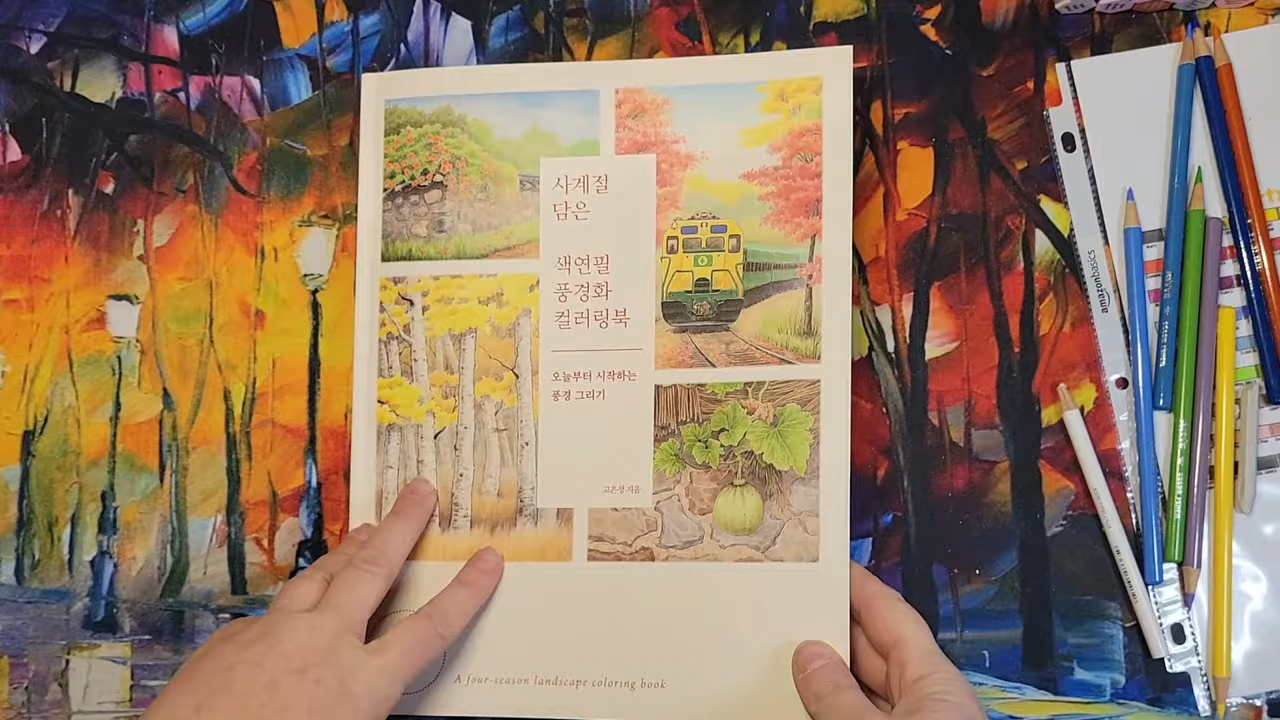 사계절
담은
색연필
풍경화
컬러링북
오늘부터 시작하는
풍경 그리기
고은정 지음
A four-season landscape coloring book
amazonbasics